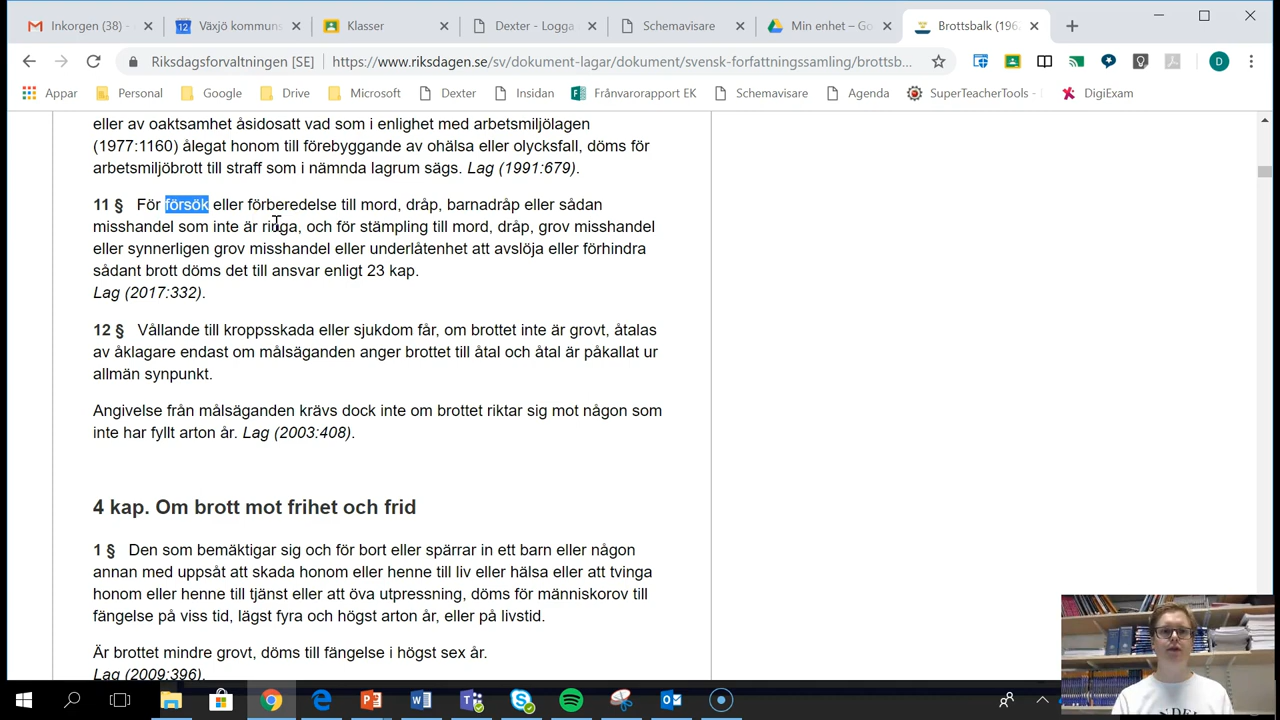 Inkorgen (38) -
Växjö kommuns
Klasser
Dexter - Logga
Schemavisare
Min enhet – Go
Brottsbalk (196
Riksdagsforvaltningen [SE]
https://www.riksdagen.se/sv/dokument-lagar/dokument/svensk-forfattningssamling/brottsb...
D
Appar
Personal
Google
Drive
Microsoft
Dexter
Insidan
Frånvarorapport EK
Schemavisare
Agenda
SuperTeacherTools -
DigiExam
eller av oaktsamhet åsidosatt vad som i enlighet med arbetsmiljölagen
(1977:1160) ålegat honom till förebyggande av ohälsa eller olycksfall, döms för
arbetsmiljöbrott till straff som i nämnda lagrum sägs. Lag (1991:679).
11 § För försök eller förberedelse till mord, dråp, barnadråp eller sådan
misshandel som inte är ringa, och för stämpling till mord, dråp, grov misshandel
eller synnerligen grov misshandel eller underlåtenhet att avslöja eller förhindra
sådant brott döms det till ansvar enligt 23 kap.
Lag (2017:332).
12 § Vållande till kroppsskada eller sjukdom får, om brottet inte är grovt, åtalas
av åklagare endast om målsäganden anger brottet till åtal och åtal är påkallat ur
allmän synpunkt.
Angivelse från målsäganden krävs dock inte om brottet riktar sig mot någon som
inte har fyllt arton år. Lag (2003:408).
4 kap. Om brott mot frihet och frid
1 § Den som bemäktigar sig och för bort eller spärrar in ett barn eller någon
annan med uppsåt att skada honom eller henne till liv eller hälsa eller att tvinga
honom eller henne till tjänst eller att öva utpressning, döms för människorov till
fängelse på viss tid, lägst fyra och högst arton år, eller på livstid.
Är brottet mindre grovt, döms till fängelse i högst sex år.
Lag (2009:396).